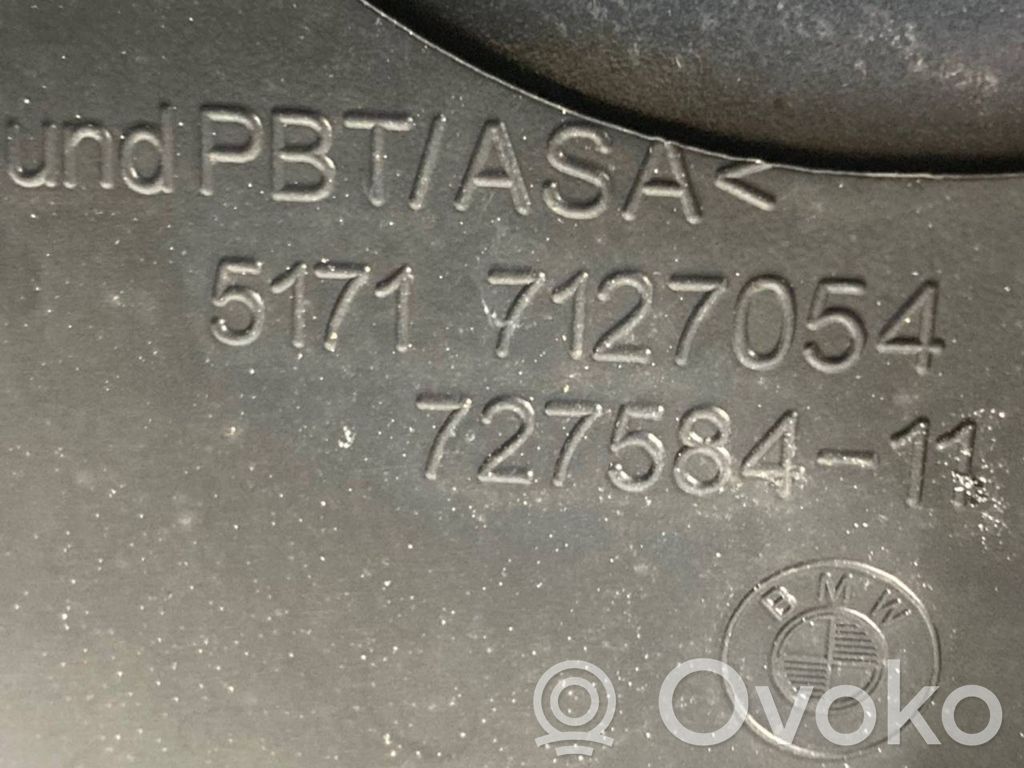 und PBT/ASA<
5171 7127054
727584-11
BMW
Ovoko